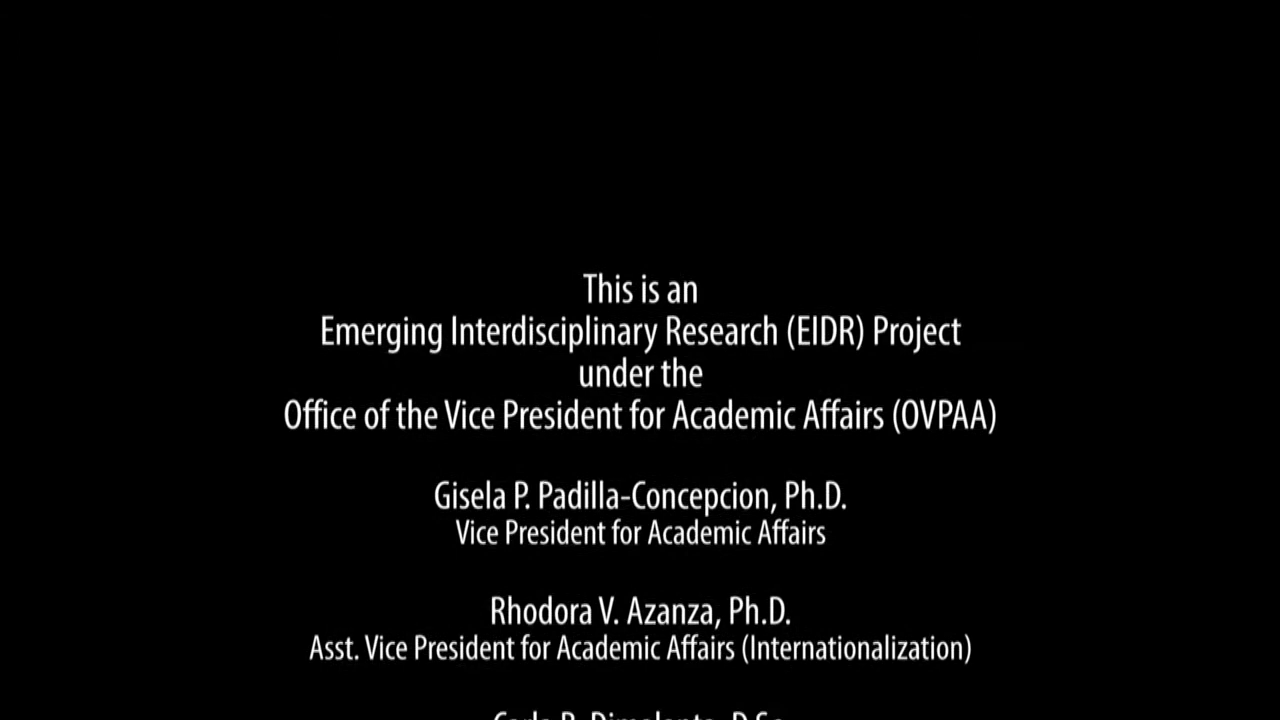 This is an
Emerging Interdisciplinary Research (EIDR) Project
under the
Office of the Vice President for Academic Affairs (OVPAA)
Gisela P. Padilla-Concepcion, Ph.D.
Vice President for Academic Affairs
Rhodora V. Azanza, Ph.D.
Asst. Vice President for Academic Affairs (Internationalization)